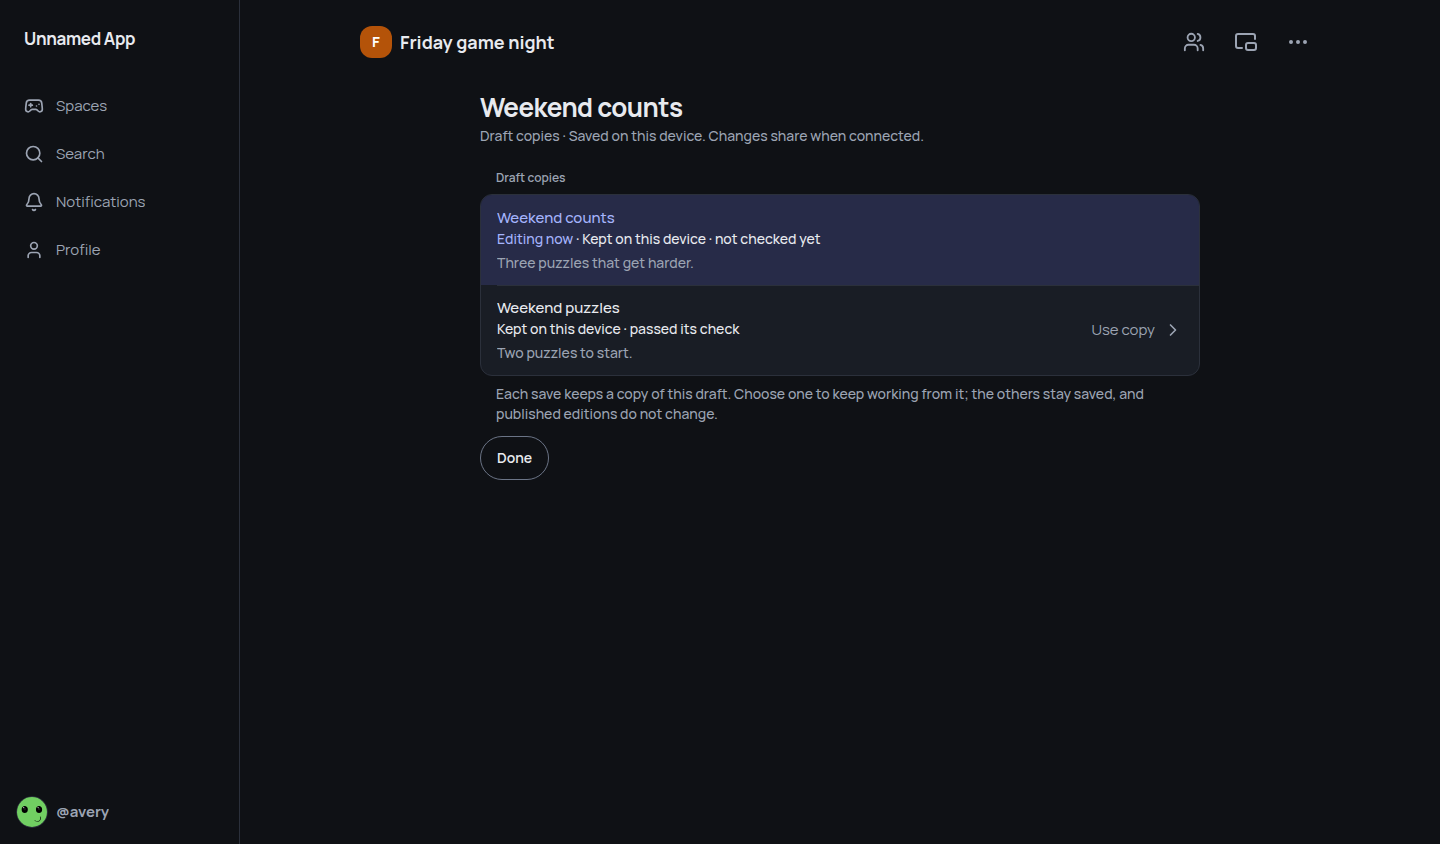 Unnamed App
Spaces
Search
Notifications
Profile
@avery
F
Friday game night
Weekend counts
Draft copies · Saved on this device. Changes share when connected.
Draft copies
Weekend counts
Editing now · Kept on this device · not checked yet
Three puzzles that get harder.
Weekend puzzles
Kept on this device · passed its check
Two puzzles to start.
Use copy
Each save keeps a copy of this draft. Choose one to keep working from it; the others stay saved, and
published editions do not change.
Done